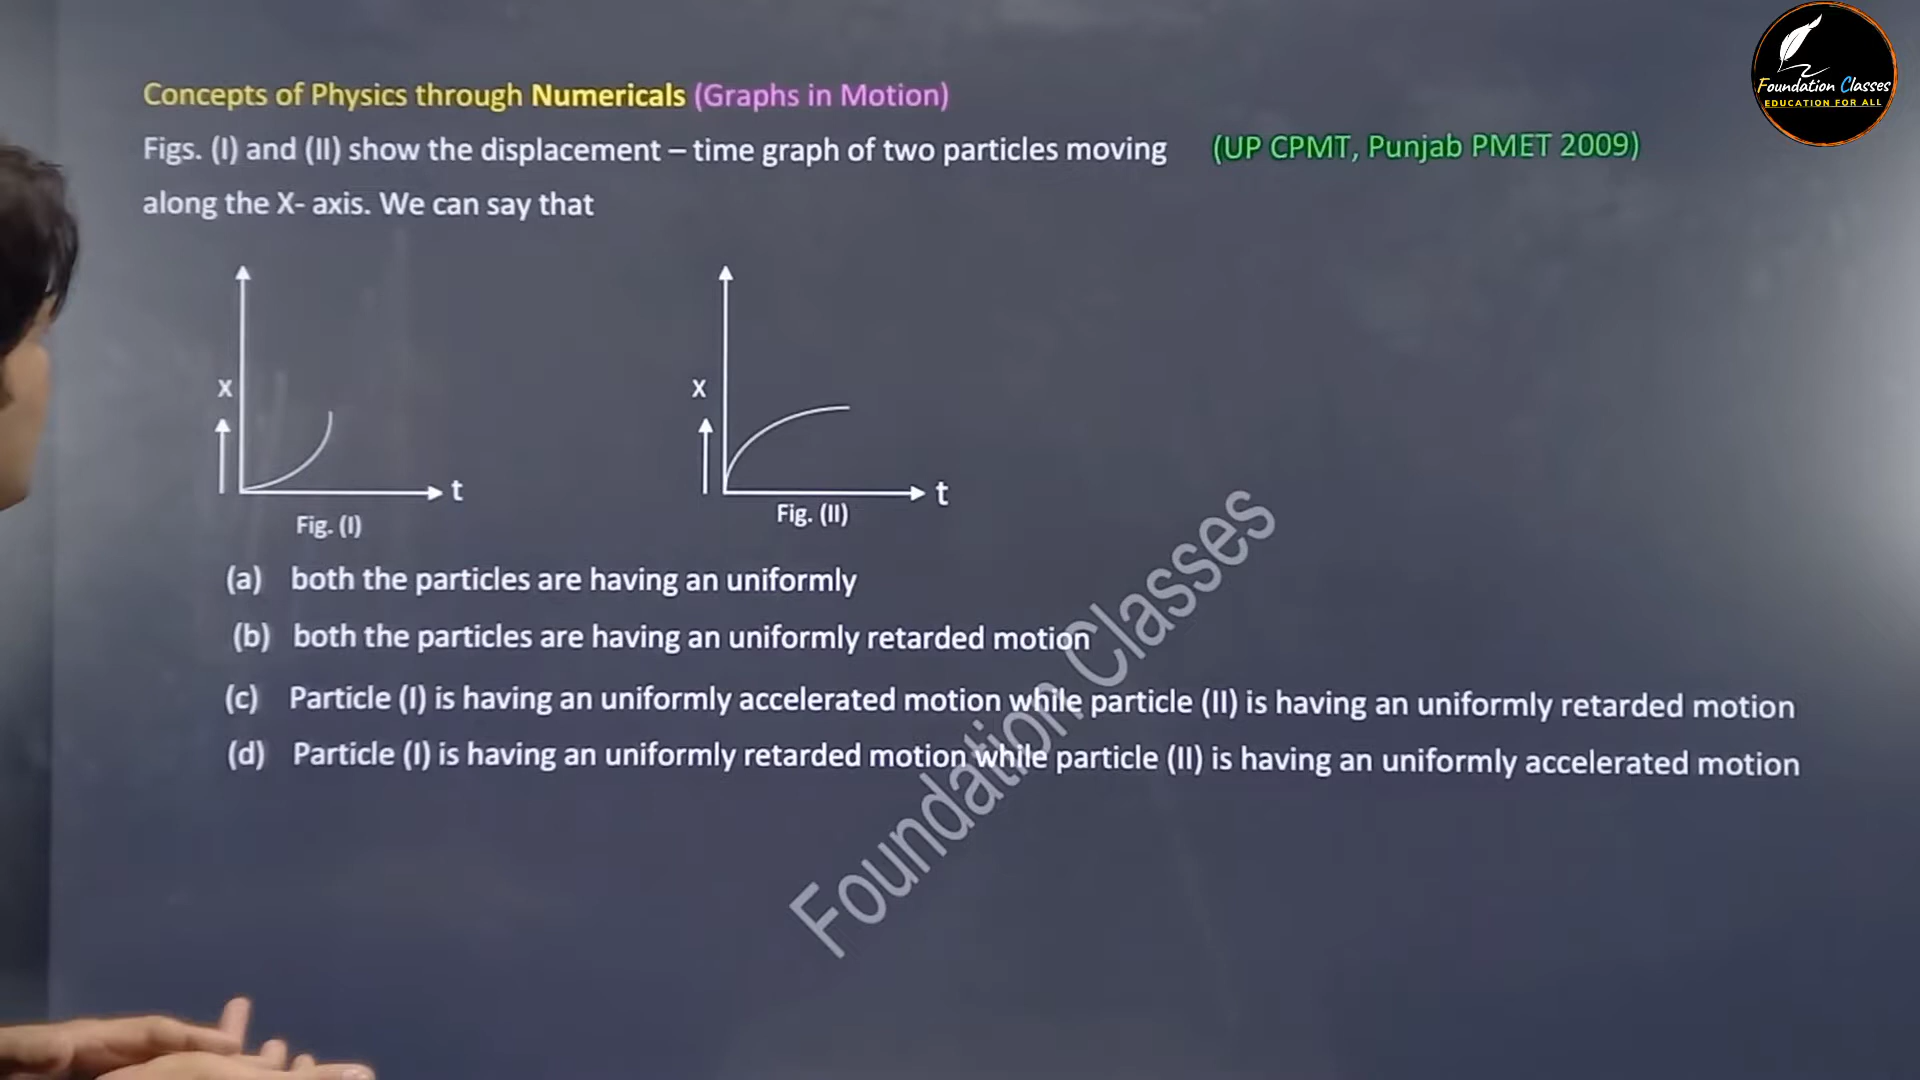 Foundation Classes
EDUCATION FOR ALL
Concepts of Physics through Numericals (Graphs in Motion)
Figs. (I) and (II) show the displacement – time graph of two particles moving (UP CPMT, Punjab PMET 2009)
along the X- axis. We can say that
X
t
Fig. (I)
X
t
Fig. (II)
(a) both the particles are having an uniformly
(b) both the particles are having an uniformly retarded motion
(c) Particle (I) is having an uniformly accelerated motion while particle (II) is having an uniformly retarded motion
(d) Particle (I) is having an uniformly retarded motion while particle (II) is having an uniformly accelerated motion
Foundation Classes